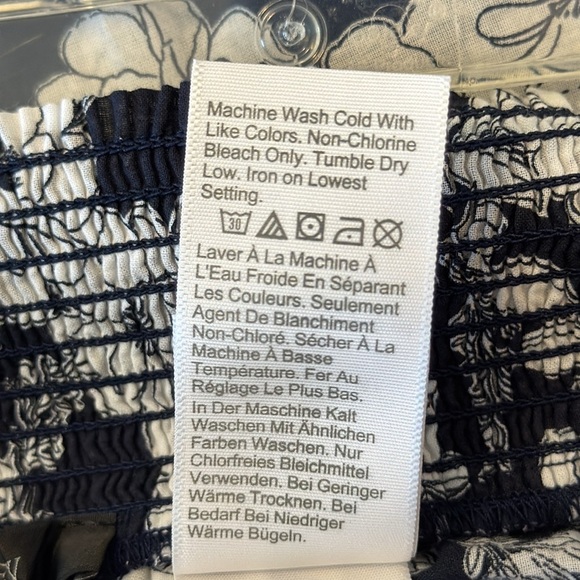 Machine Wash Cold With
Like Colors. Non-Chlorine
Bleach Only. Tumble Dry
Low. Iron on Lowest
Setting.
30
Laver À La Machine À
L'Eau Froide En Séparant
Les Couleurs. Seulement
Agent De Blanchiment
Non-Chloré. Sécher À La
Machine À Basse
Température. Fer Au
Réglage Le Plus Bas.
In Der Maschine Kalt
Waschen Mit Ähnlichen
Farben Waschen. Nur
Chlorfreies Bleichmittel
Verwenden. Bei Geringer
Wärme Trocknen. Bei
Bedarf Bei Niedriger
Wärme Bügeln.